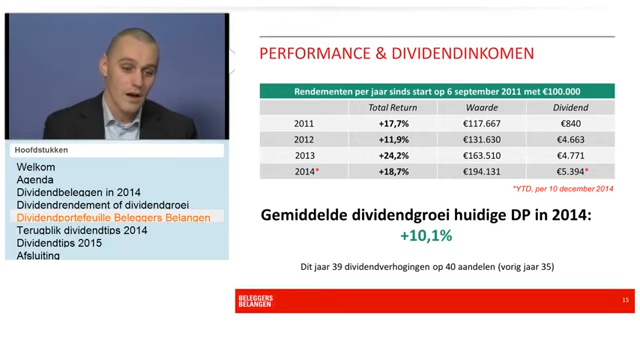 Hoofdstukken
Welkom
Agenda
Dividendbeleggen in 2014
Dividendrendement of dividendgroei
Dividendportefeuille Beleggers Belangen
Terugblik dividendtips 2014
Dividendtips 2015
Afsluiting
PERFORMANCE & DIVIDENDINKOMEN
Rendementen per jaar sinds start op 6 september 2011 met €100.000
Total Return Waarde Dividend
2011 +17,7% €117.667 €840
2012 +11,9% €131.630 €4.663
2013 +24,2% €163.510 €4.771
2014* +18,7% €194.131 €5.394*
*YTD, per 10 december 2014
Gemiddelde dividendgroei huidige DP in 2014:
+10,1%
Dit jaar 39 dividendverhogingen op 40 aandelen (vorig jaar 35)
BELEGGERS
BELANGEN
15